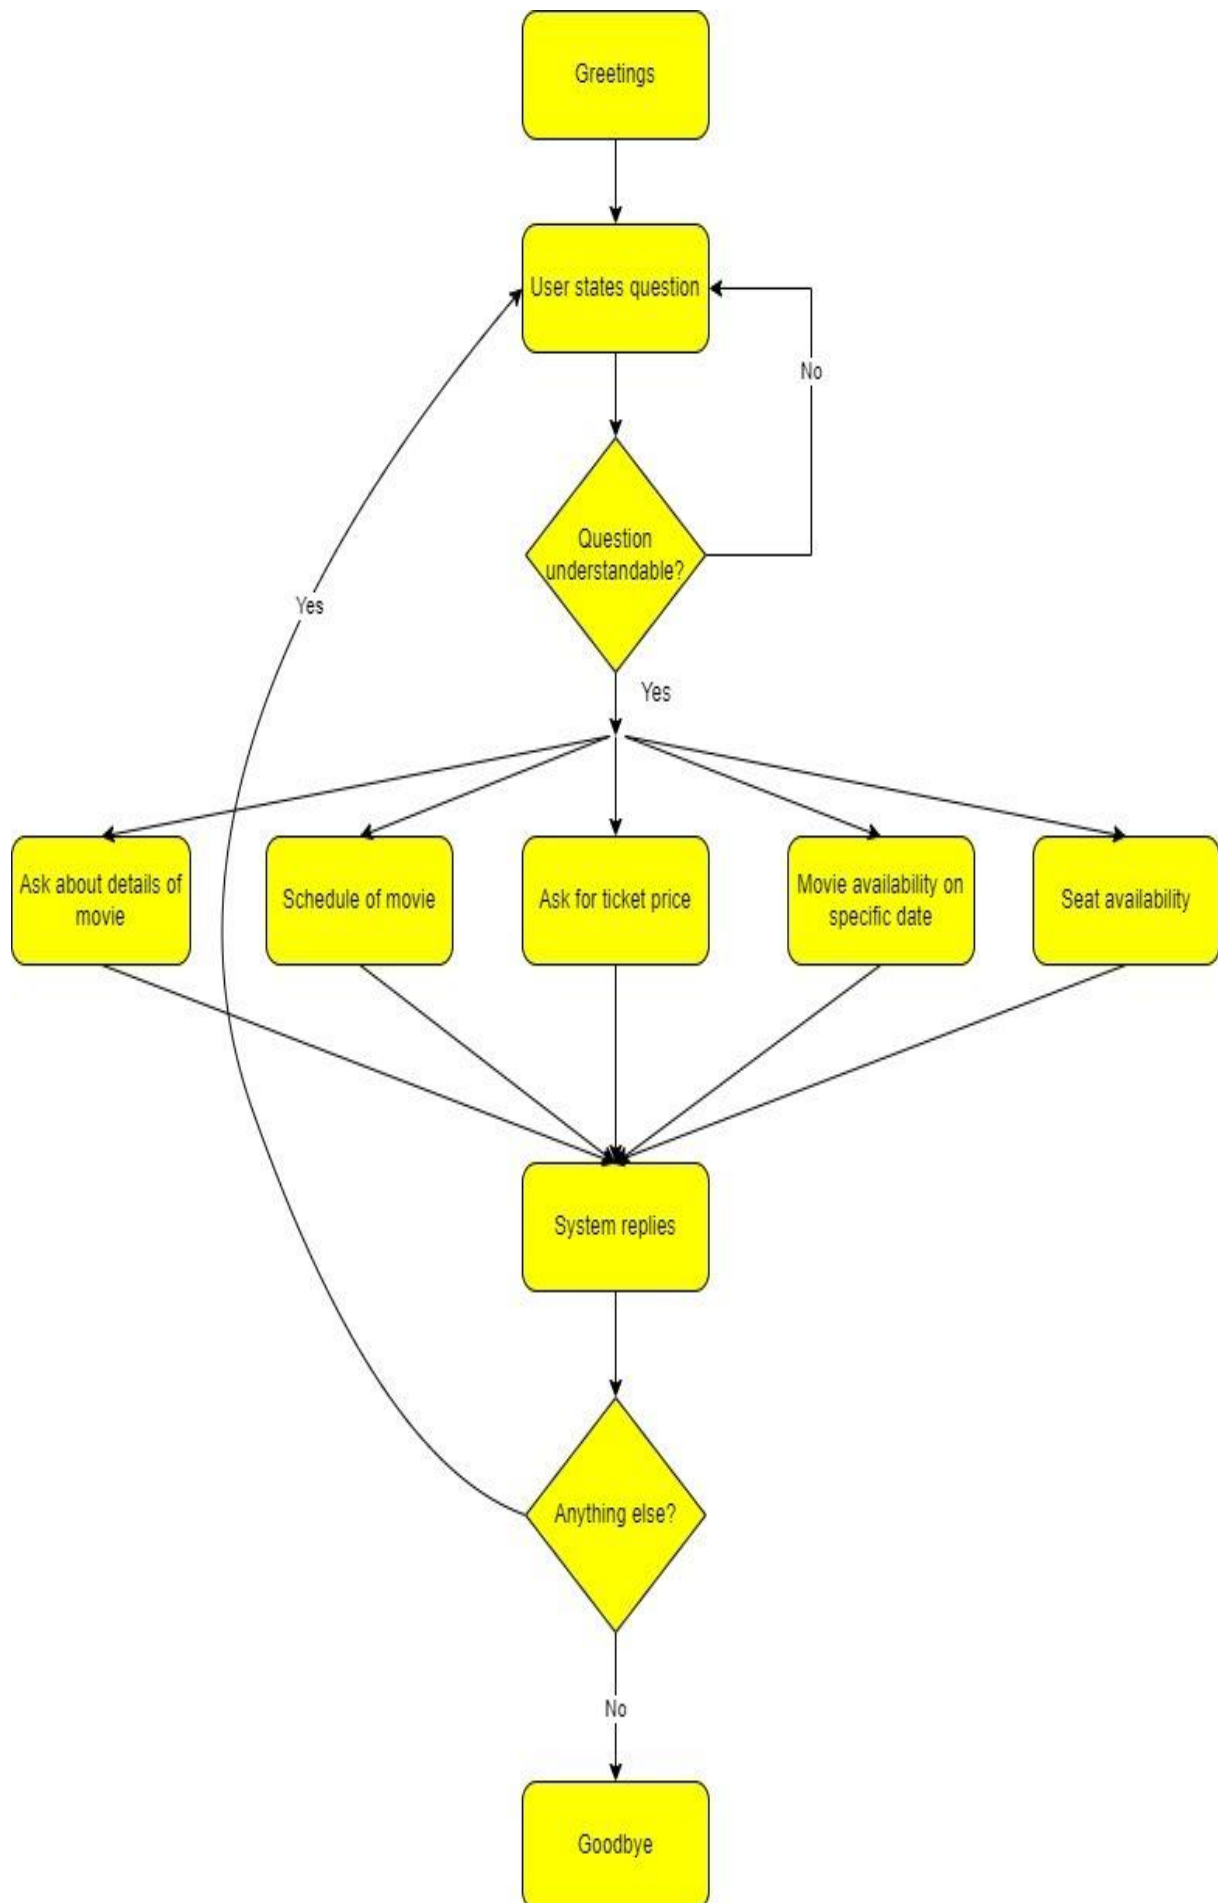 Greetings
User states question
No
Question
understandable?
Yes
Yes
Ask about details of
movie
Schedule of movie
Ask for ticket price
Movie availability on
specific date
Seat availability
System replies
Anything else?
No
Goodbye